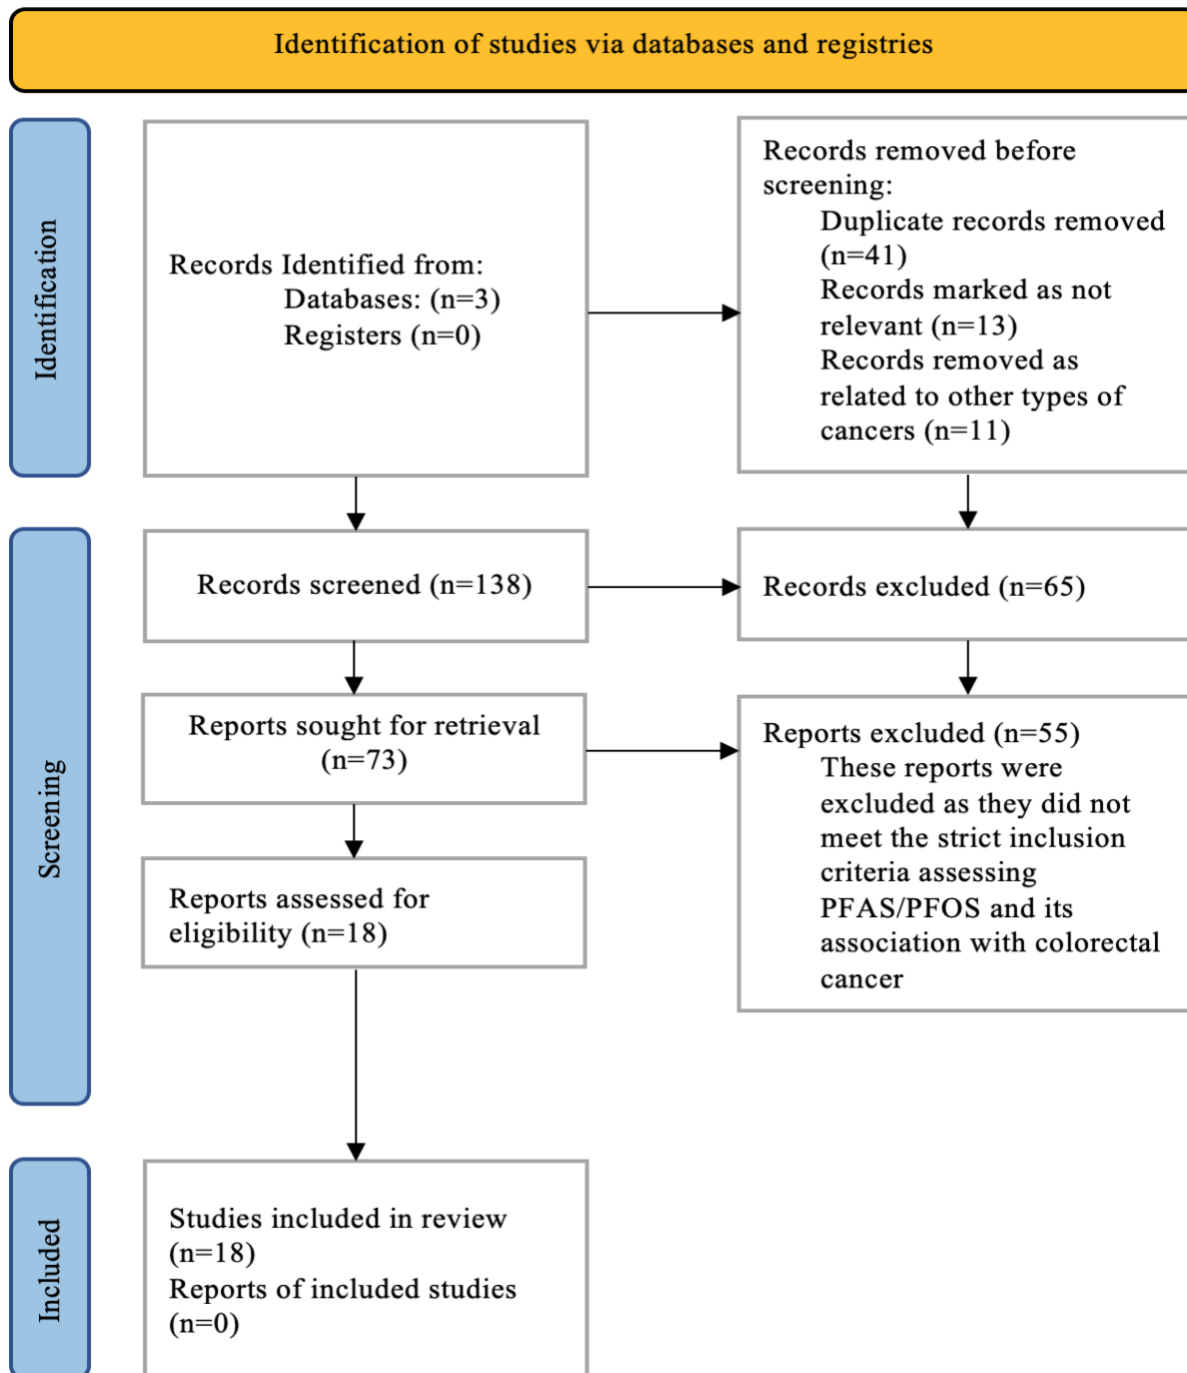 Identification of studies via databases and registries
Identification
Records Identified from:
Databases: (n=3)
Registers (n=0)
Records removed before
screening:
Duplicate records removed
(n=41)
Records marked as not
relevant (n=13)
Records removed as
related to other types of
cancers (n=11)
Screening
Records screened (n=138)
Records excluded (n=65)
Reports sought for retrieval
(n=73)
Reports excluded (n=55)
These reports were
excluded as they did not
meet the strict inclusion
criteria assessing
PFAS/PFOS and its
association with colorectal
cancer
Reports assessed for
eligibility (n=18)
Included
Studies included in review
(n=18)
Reports of included studies
(n=0)